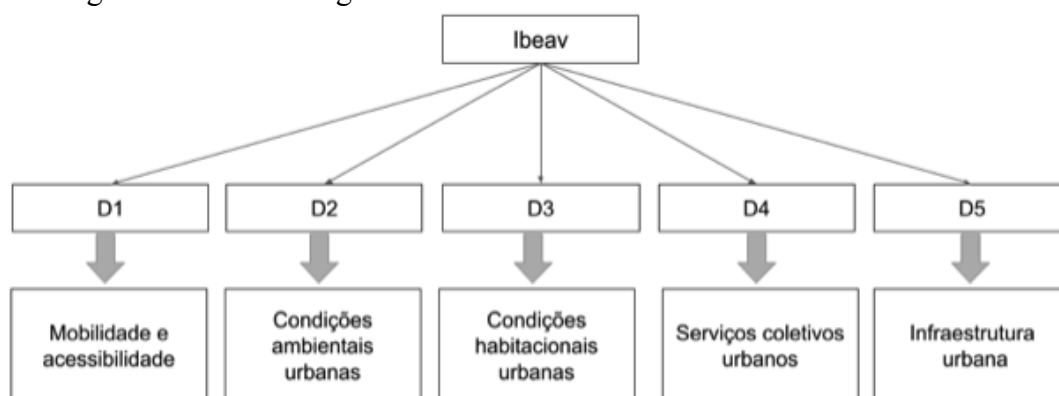 Ibeav
D1
D2
D3
D4
D5
Mobilidade e
acessibilidade
Condições
ambientais
urbanas
Condições
habitacionais
urbanas
Serviços coletivos
urbanos
Infraestrutura
urbana